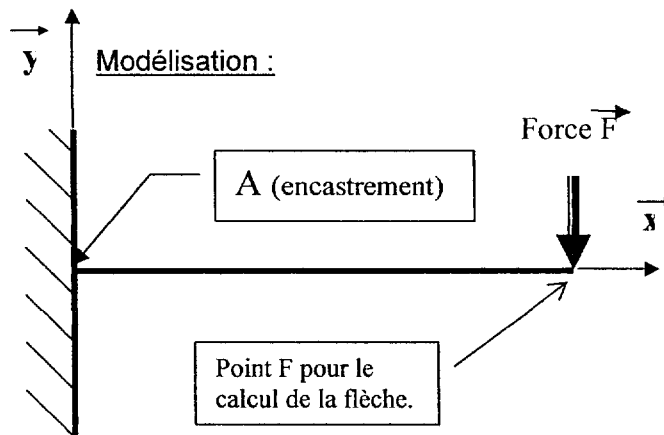 y
Modélisation :
Force F
A (encastrement)
x
Point F pour le
calcul de la flèche.